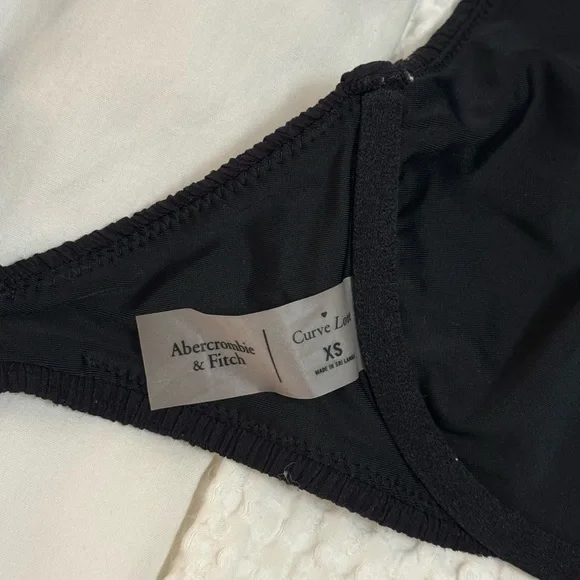 Abercrombie
& Fitch
Curve Love
XS
MADE IN SRI LANKA